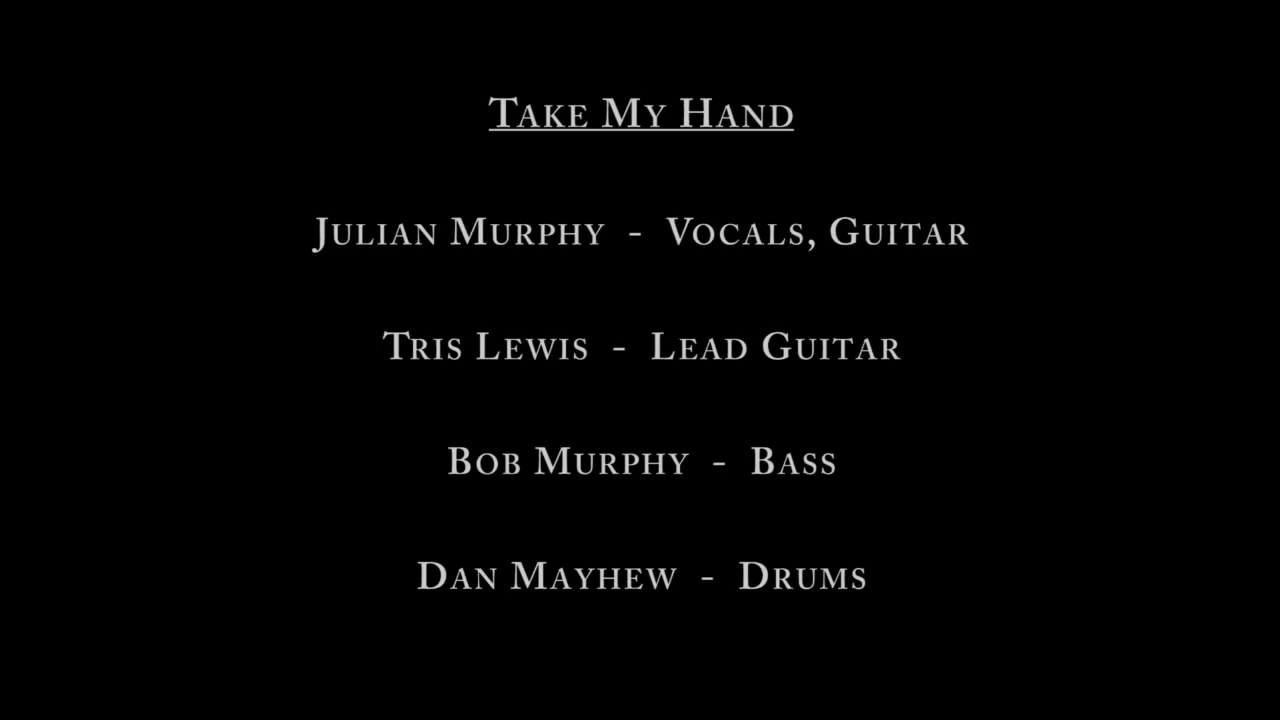 Take My Hand
Julian Murphy - Vocals, Guitar
Tris Lewis - Lead Guitar
Bob Murphy - Bass
Dan Mayhew - Drums